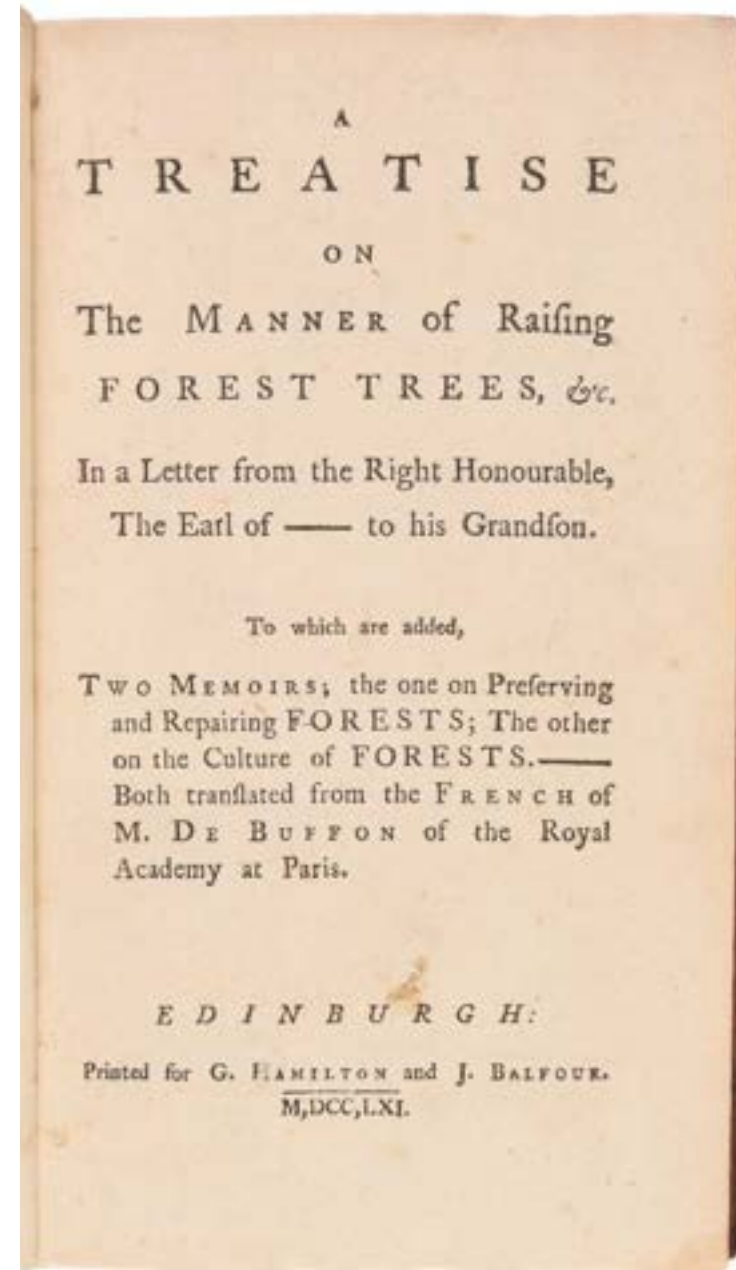 A
TREATISE
ON
The MANNER of Raiſing
FOREST TREES, &c.
In a Letter from the Right Honourable,
The Earl of —— to his Grandſon.
To which are added,
TWO MEMOIRS; the one on Preſerving
and Repairing FORESTS; The other
on the Culture of FORESTS.——
Both tranſlated from the FRENCH of
M. DE BUFFON of the Royal
Academy at Paris.
EDINBURGH:
Printed for G. HAMILTON and J. BALFOUR.
M,DCC,LXI.